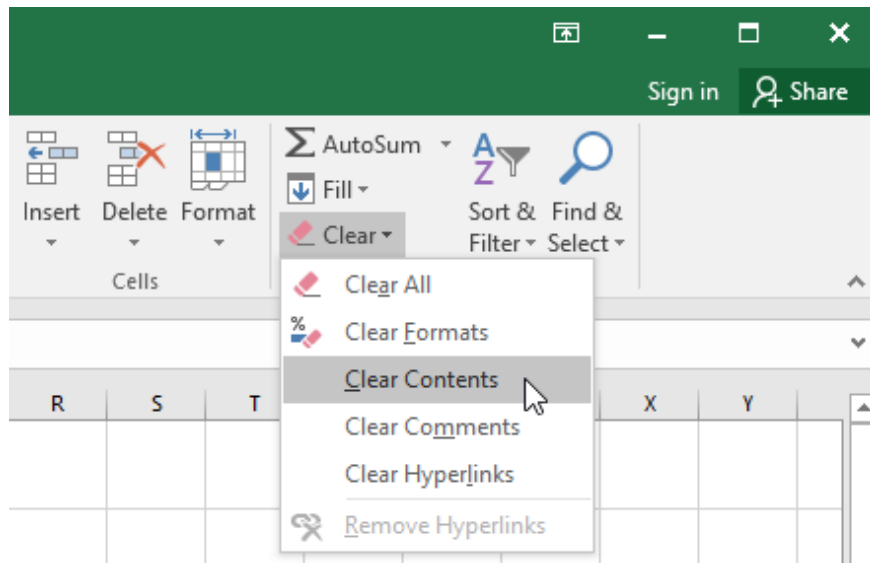 Sign in Share
AutoSum
Fill
Clear
Insert Delete Format
Sort & Filter
Find & Select
Cells
Clear All
Clear Formats
Clear Contents
Clear Comments
Clear Hyperlinks
Remove Hyperlinks
R S T X Y